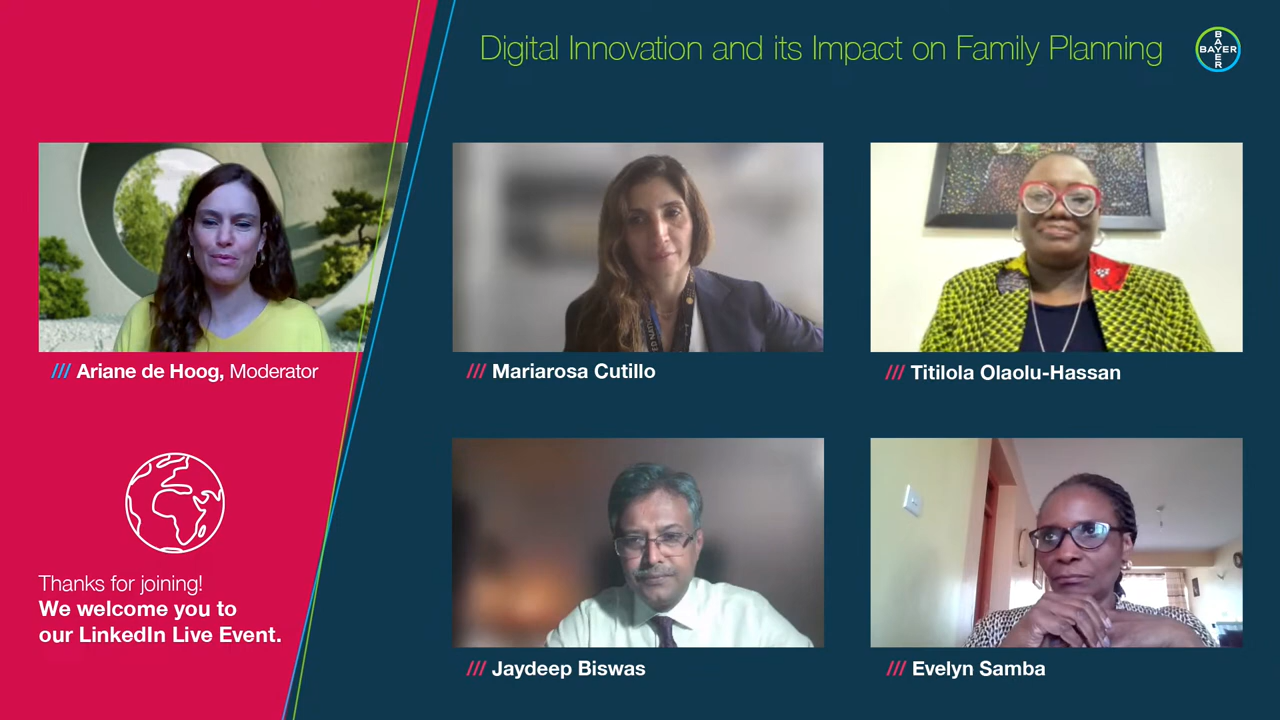 Digital Innovation and its Impact on Family Planning
BAYER
BAYER
/// Ariane de Hoog, Moderator
/// Mariarosa Cutillo
/// Titilola Olaolu-Hassan
/// Jaydeep Biswas
/// Evelyn Samba
Thanks for joining!
We welcome you to
our LinkedIn Live Event.